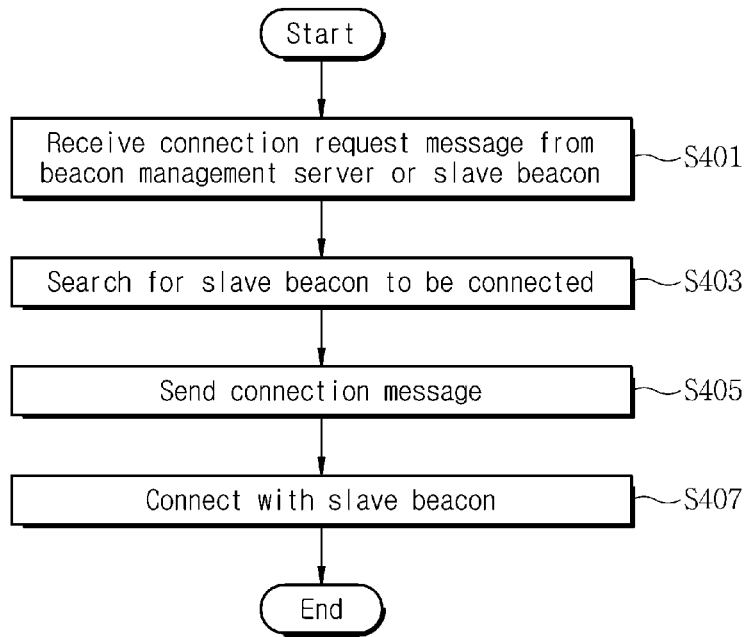 Start
Receive connection request message from
beacon management server or slave beacon
S401
Search for slave beacon to be connected
S403
Send connection message
S405
Connect with slave beacon
S407
End